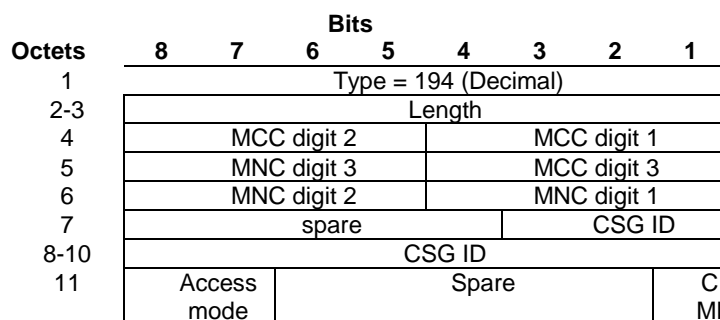 Bits
Octets 8 7 6 5 4 3 2 1
1 Type = 194 (Decimal)
2-3 Length
4 MCC digit 2 MCC digit 1
5 MNC digit 3 MCC digit 3
6 MNC digit 2 MNC digit 1
7 spare CSG ID
8-10 CSG ID
11 Access Spare
mode